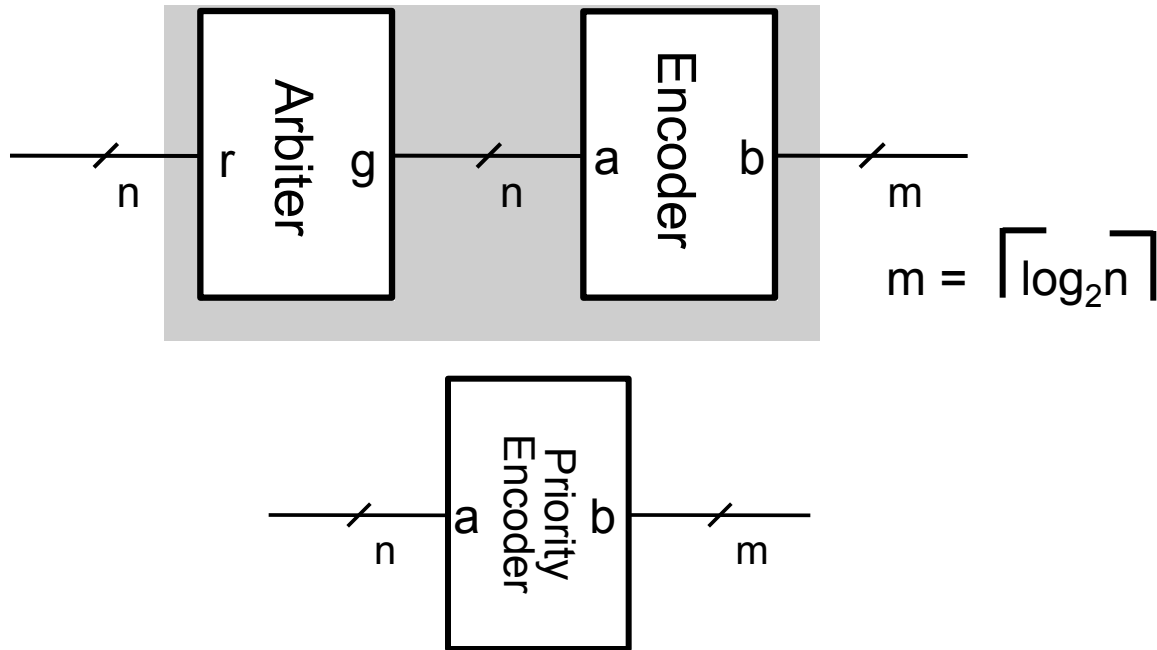 Arbiter
Encoder
r
g
a
b
n
n
m
m = ⌈log₂n⌉
Priority
Encoder
a
b
n
m